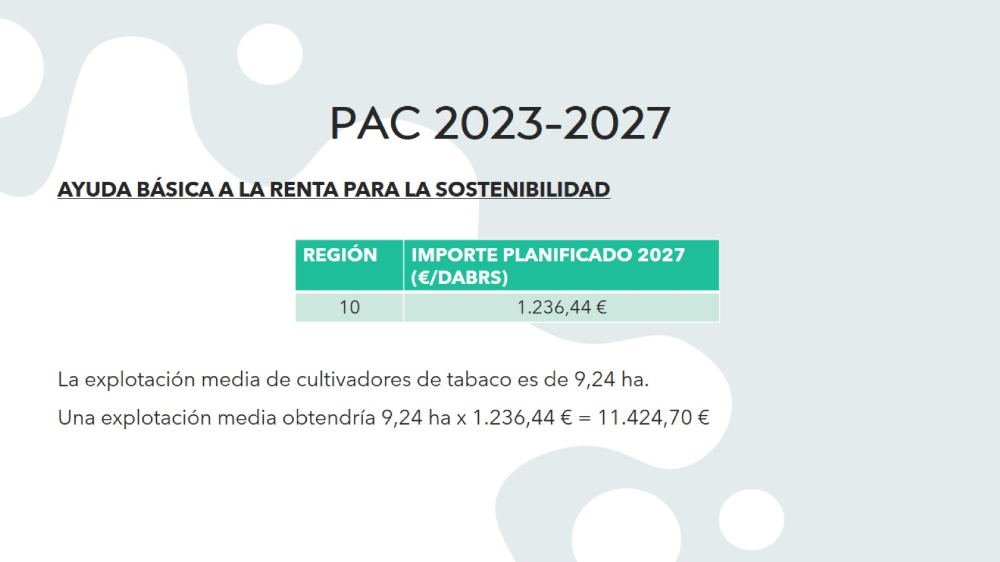 PAC 2023-2027
AYUDA BÁSICA A LA RENTA PARA LA SOSTENIBILIDAD
REGIÓN
IMPORTE PLANIFICADO 2027
(€/DABRS)
10
1.236,44 €
La explotación media de cultivadores de tabaco es de 9,24 ha.
Una explotación media obtendría 9,24 ha x 1.236,44 € = 11.424,70 €